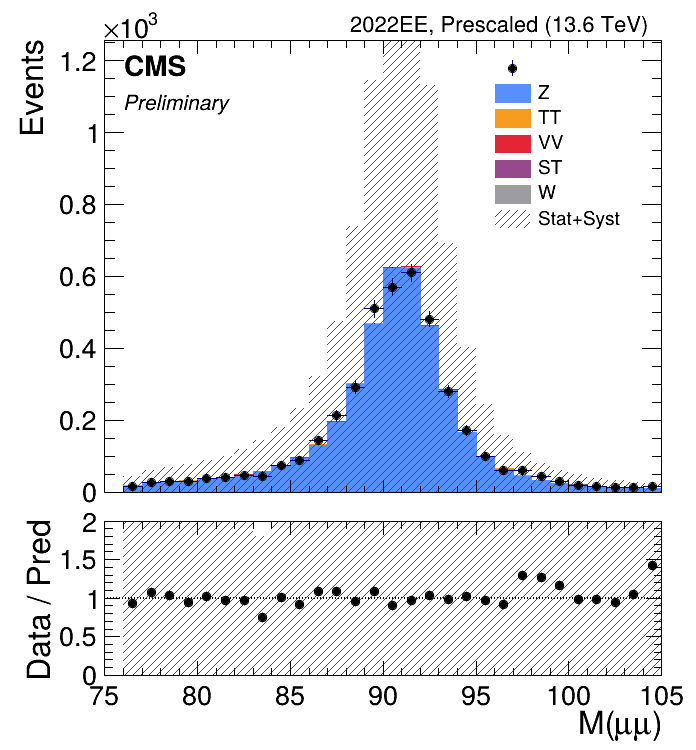 ×10³
2022EE, Prescaled (13.6 TeV)
CMS
Preliminary
Events
Z
TT
VV
ST
W
Stat+Syst
1.2
1
0.8
0.6
0.4
0.2
0
Data / Pred
2
1.5
1
0.5
0
75 80 85 90 95 100 105
M(μμ)